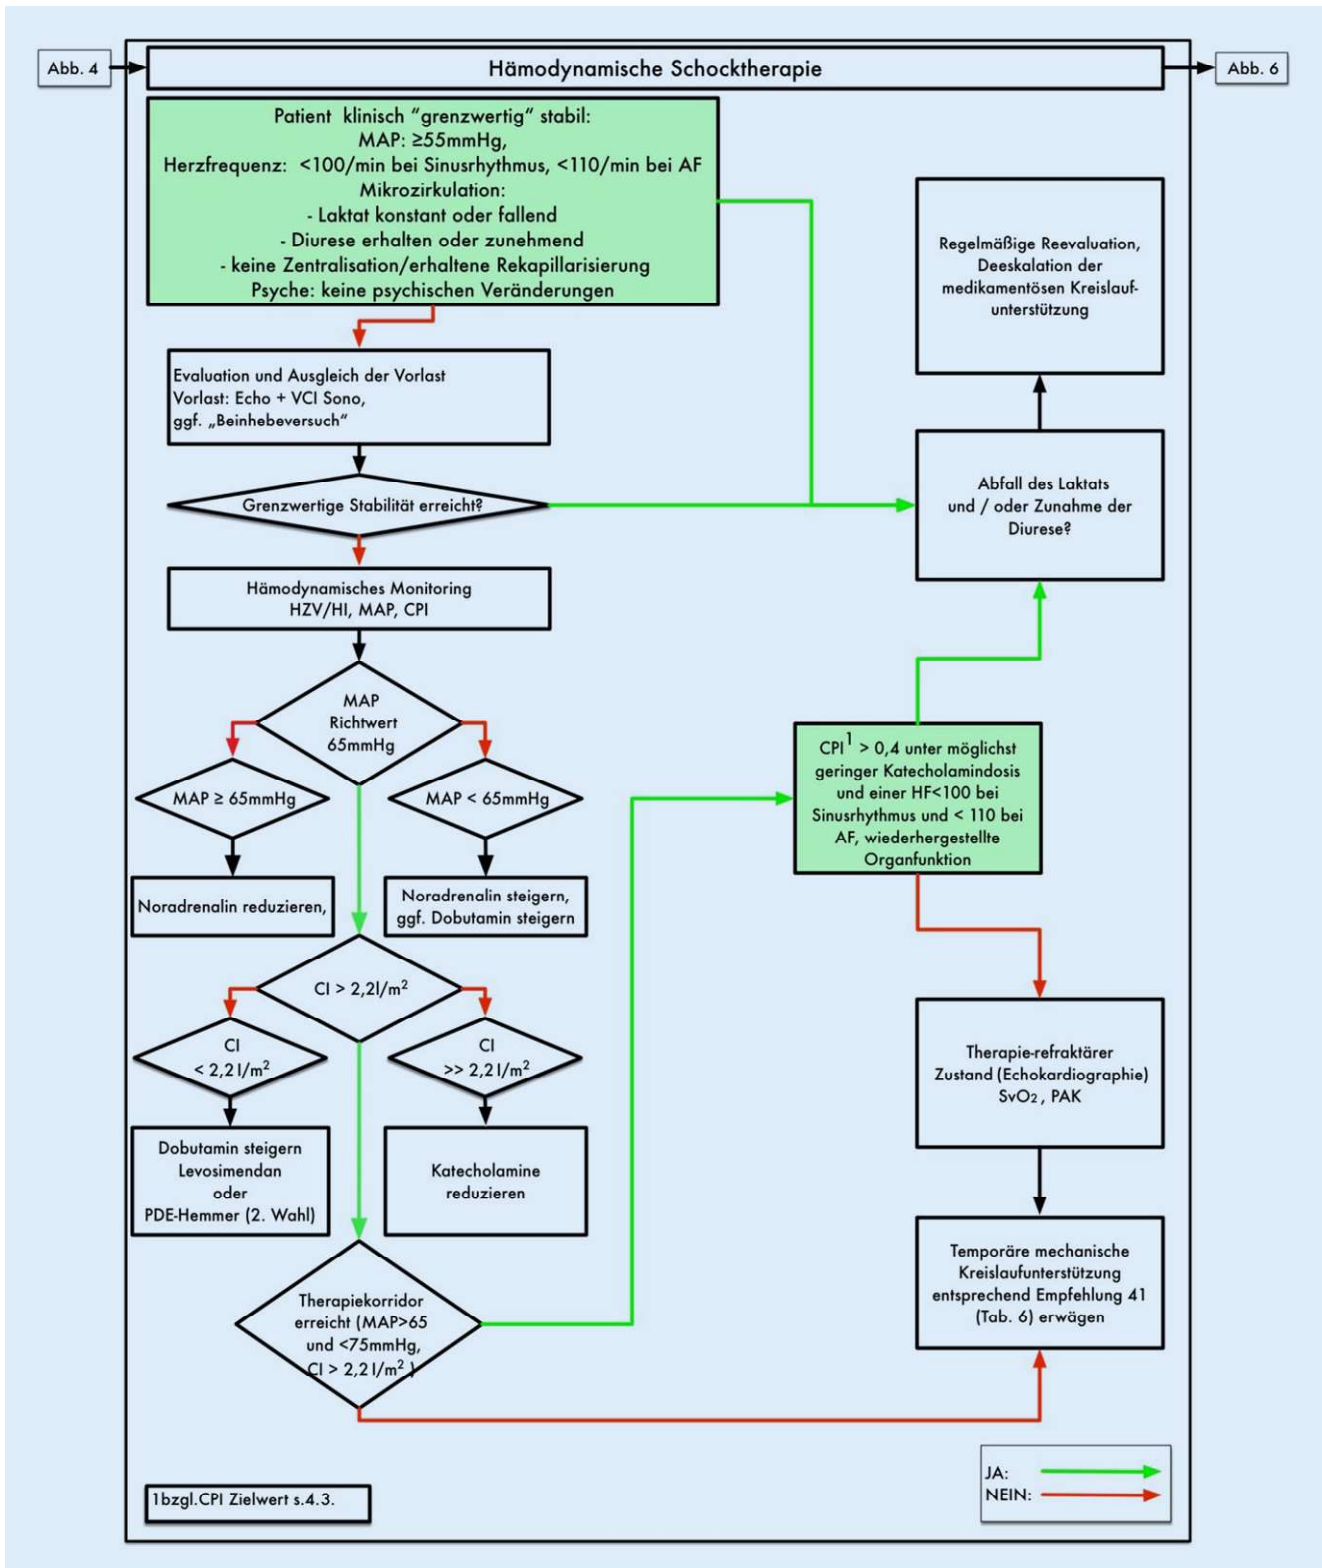 Abb. 4
Hämodynamische Schocktherapie
Abb. 6
Patient klinisch “grenzwertig“ stabil:
MAP: ≥55mmHg,
Herzfrequenz: <100/min bei Sinusrhythmus, <110/min bei AF
Mikrozirkulation:
- Laktat konstant oder fallend
- Diurese erhalten oder zunehmend
- keine Zentralisation/erhaltene Rekapillarisierung
Psyche: keine psychischen Veränderungen
Regelmäßige Reevaluation,
Deeskalation der
medikamentösen Kreislauf-
unterstützung
Evaluation und Ausgleich der Vorlast
Vorlast: Echo + VCI Sono,
ggf. „Beinhebeversuch“
Grenzwertige Stabilität erreicht?
Abfall des Laktats
und / oder Zunahme der
Diurese?
Hämodynamisches Monitoring
HZV/HI, MAP, CPI
MAP
Richtwert
65mmHg
MAP ≥ 65mmHg
MAP < 65mmHg
Noradrenalin reduzieren,
Noradrenalin steigern,
ggf. Dobutamin steigern
CPI¹ > 0,4 unter möglichst
geringer Katecholamindosis
und einer HF<100 bei
Sinusrhythmus und < 110 bei
AF, wiederhergestellte
Organfunktion
CI > 2,2l/m²
CI
< 2,2 l/m²
CI
>> 2,2 l/m²
Dobutamin steigern
Levosimendan
oder
PDE-Hemmer (2. Wahl)
Katecholamine
reduzieren
Therapie-refraktärer
Zustand (Echokardiographie)
SvO₂ , PAK
Therapiekorridor
erreicht (MAP>65
und <75mmHg,
CI > 2,2 l/m² )
Temporäre mechanische
Kreislaufunterstützung
entsprechend Empfehlung 41
(Tab. 6) erwägen
1bzgl.CPI Zielwert s.4.3.
JA:
NEIN: